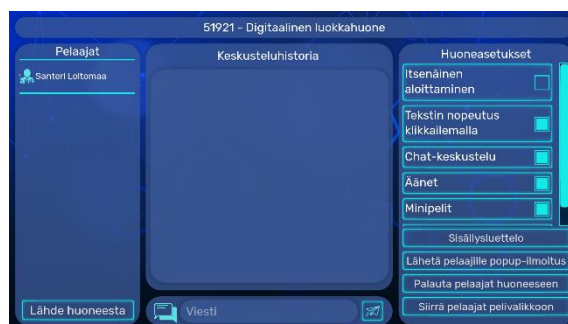 51921 - Digitaalinen luokkahuone
Pelaajat
Santeri Loitomaa
Lähde huoneesta
Keskusteluhistoria
Viesti
Huoneasetukset
Itsenäinen
aloittaminen
Tekstin nopeutus
klikkailemalla
Chat-keskustelu
Äänet
Minipelit
Sisällysluettelo
Lähetä pelaajille popup-ilmoitus
Palauta pelaajat huoneeseen
Siirrä pelaajat pelivalikkoon